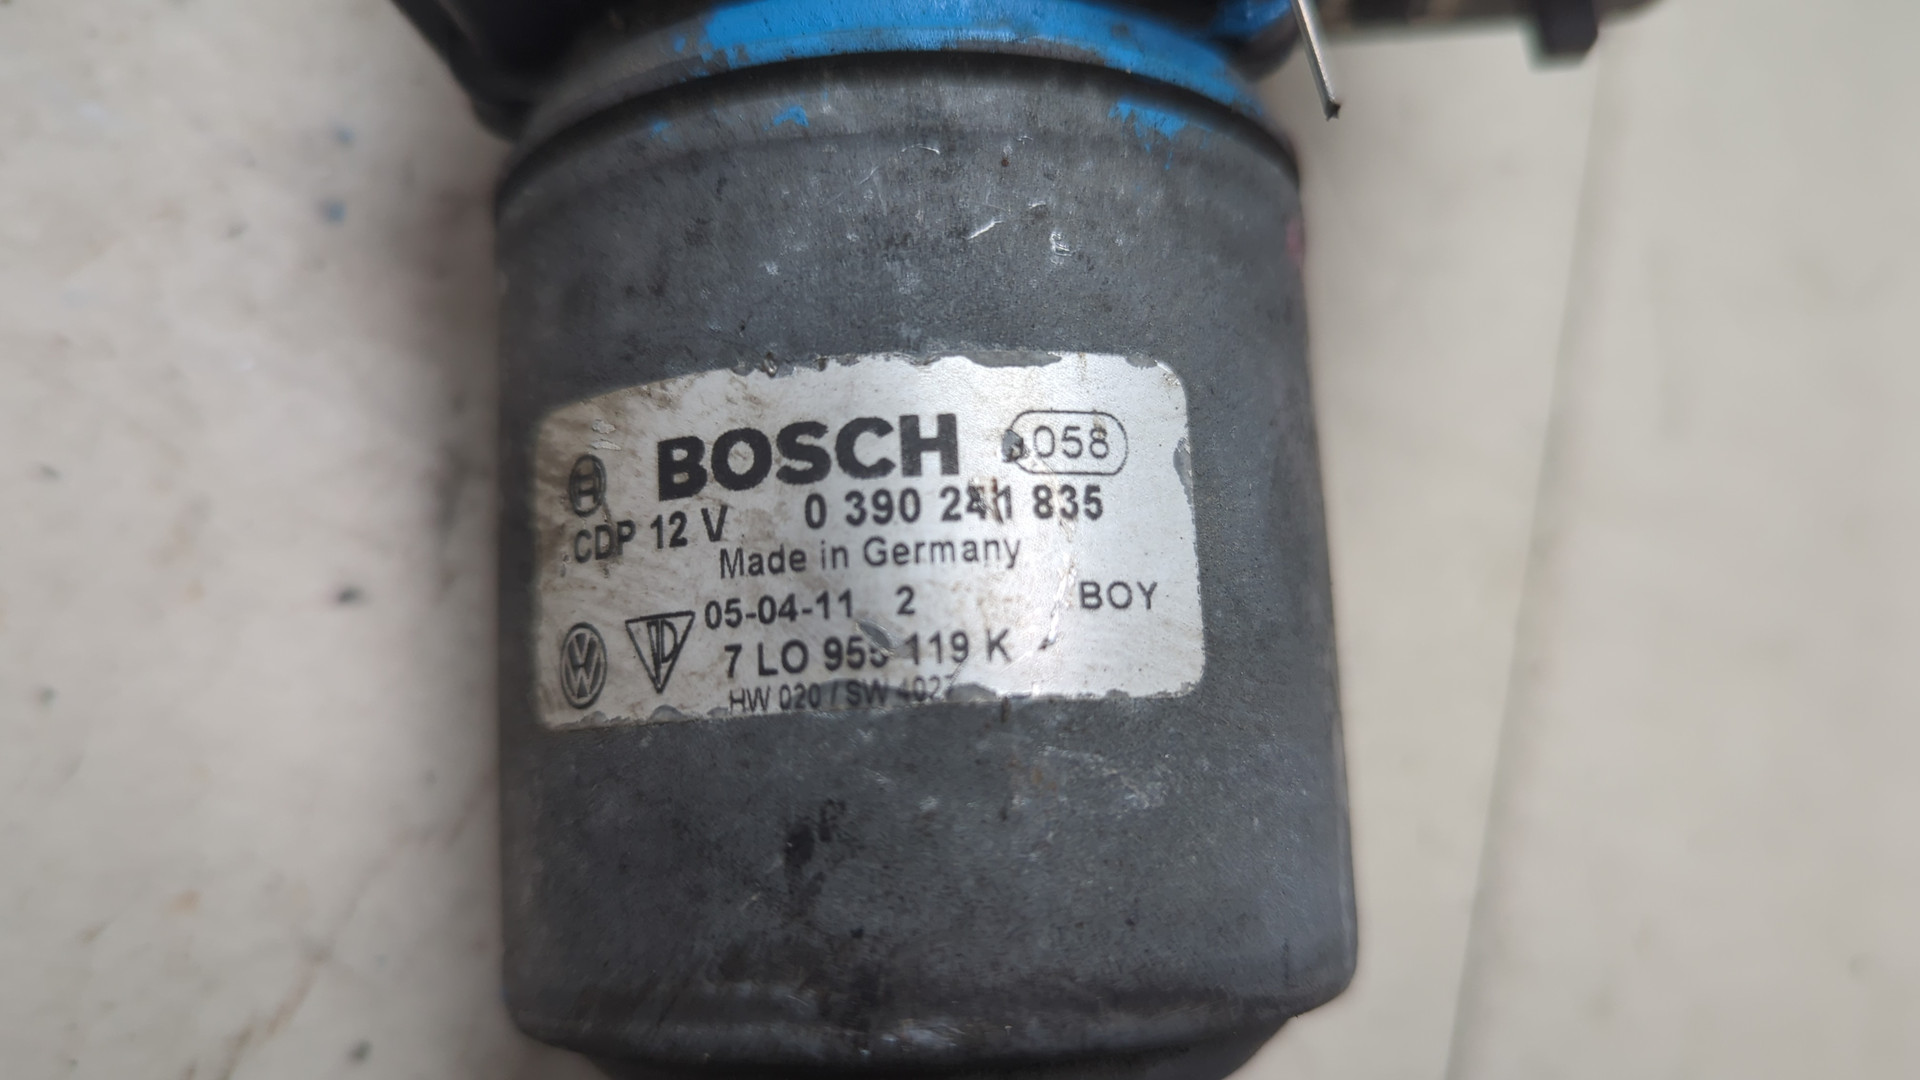 BOSCH 058
CDP 12 V 0 390 241 835
Made in Germany
05-04-11 2 BOY
7 LO 955 119 K
HW 020 / SW